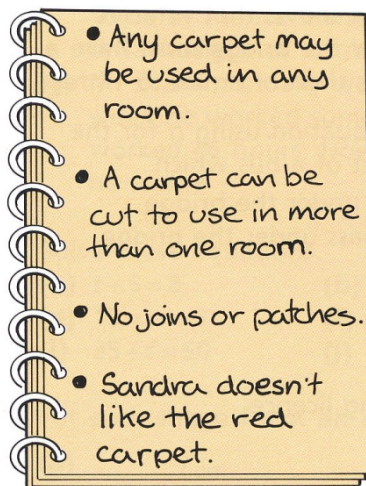 • Any carpet may
be used in any
room.
• A carpet can be
cut to use in more
than one room.
• No joins or patches.
• Sandra doesn't
like the red
carpet.